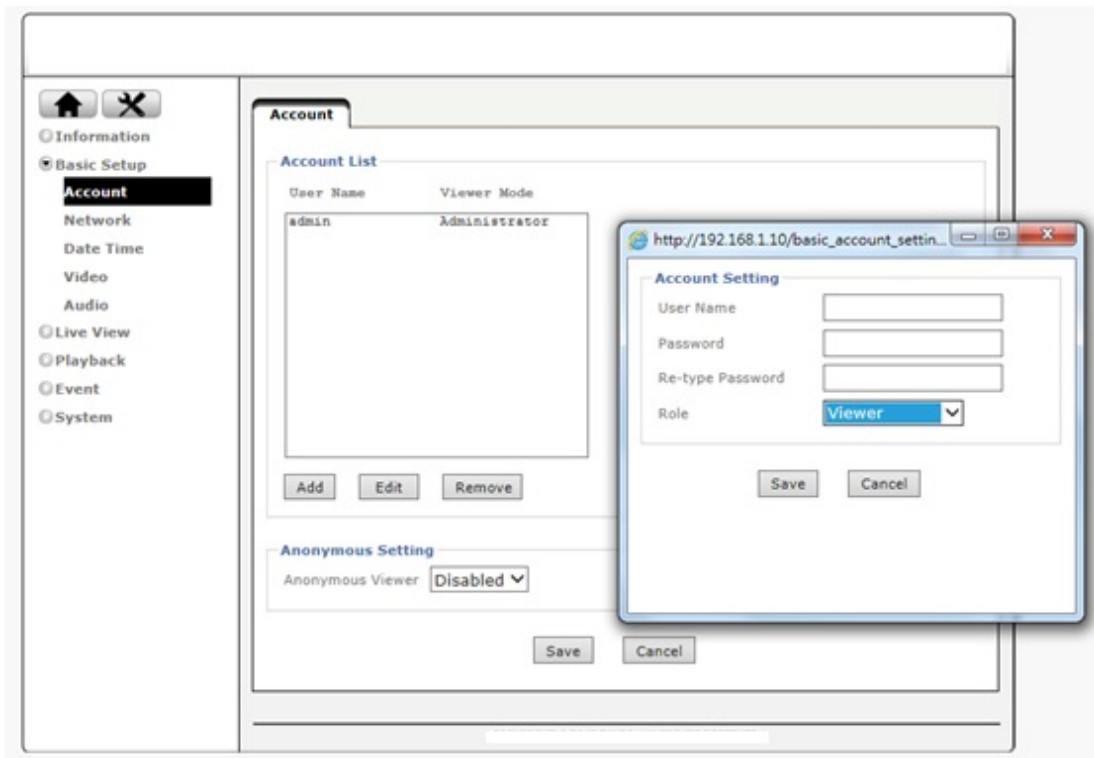 Information
Basic Setup
Account
Network
Date Time
Video
Audio
Live View
Playback
Event
System
Account
Account List
User Name Viewer Mode
admin Administrator
Add Edit Remove
Anonymous Setting
Anonymous Viewer Disabled
Save Cancel
http://192.168.1.10/basic_account_settin...
Account Setting
User Name
Password
Re-type Password
Role Viewer
Save Cancel